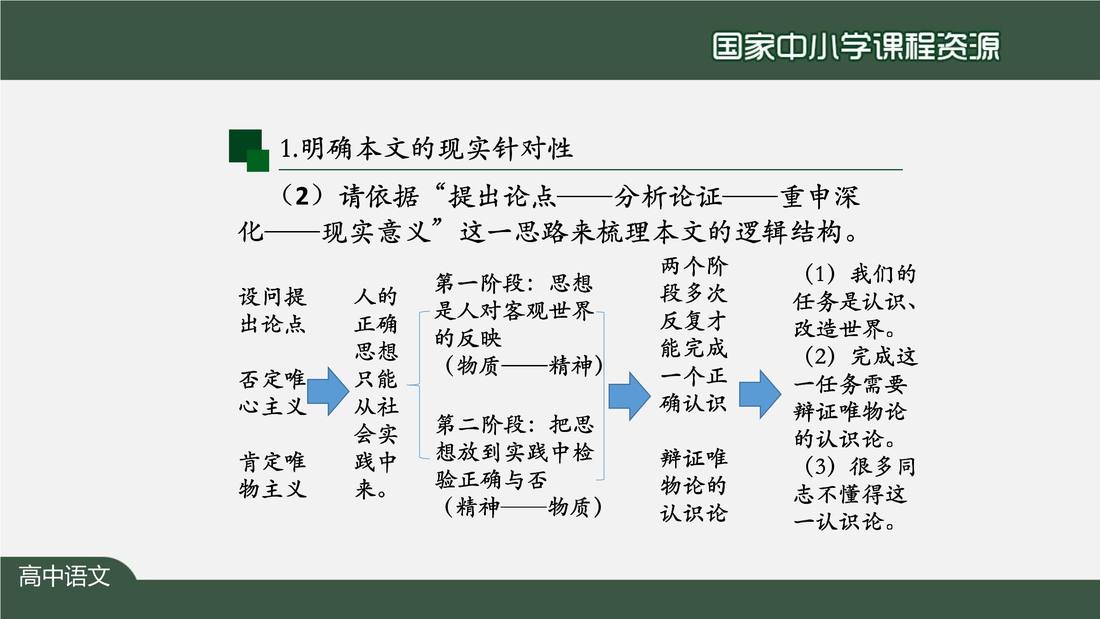 国家中小学课程资源
1.明确本文的现实针对性
（2）请依据“提出论点——分析论证——重申深
化——现实意义”这一思路来梳理本文的逻辑结构。
设问提
出论点
否定唯
心主义
肯定唯
物主义
人的
正确
思想
只能
从社
会实
践中
来。
第一阶段：思想
是人对客观世界
的反映
（物质——精神）
第二阶段：把思
想放到实践中检
验正确与否
（精神——物质）
两个阶
段多次
反复才
能完成
一个正
确认识
辩证唯
物论的
认识论
（1）我们的
任务是认识、
改造世界。
（2）完成这
一任务需要
辩证唯物论
的认识论。
（3）很多同
志不懂得这
一认识论。
高中语文